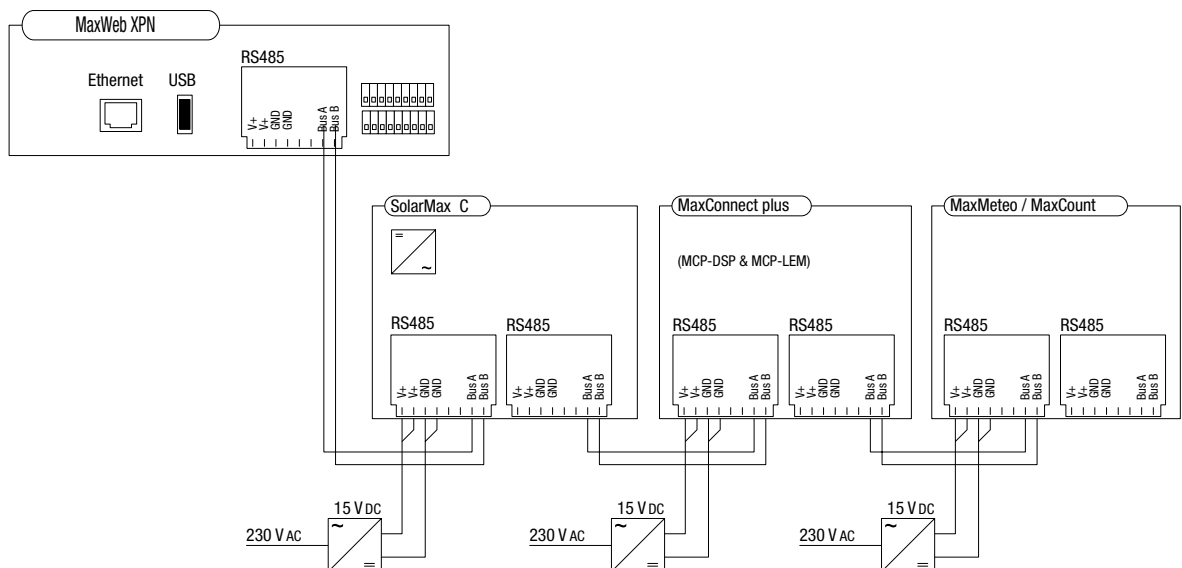 MaxWeb XPN
RS485
Ethernet USB
V+ V+ GND GND Bus A Bus B
SolarMax C
MaxConnect plus
MaxMeteo / MaxCount
(MCP-DSP & MCP-LEM)
RS485 RS485
RS485 RS485
RS485 RS485
V+ V+ GND GND Bus A Bus B
V+ V+ GND GND Bus A Bus B
V+ V+ GND GND Bus A Bus B
V+ V+ GND GND Bus A Bus B
V+ V+ GND GND Bus A Bus B
V+ V+ GND GND Bus A Bus B
15 V DC
230 V AC
15 V DC
230 V AC
15 V DC
230 V AC